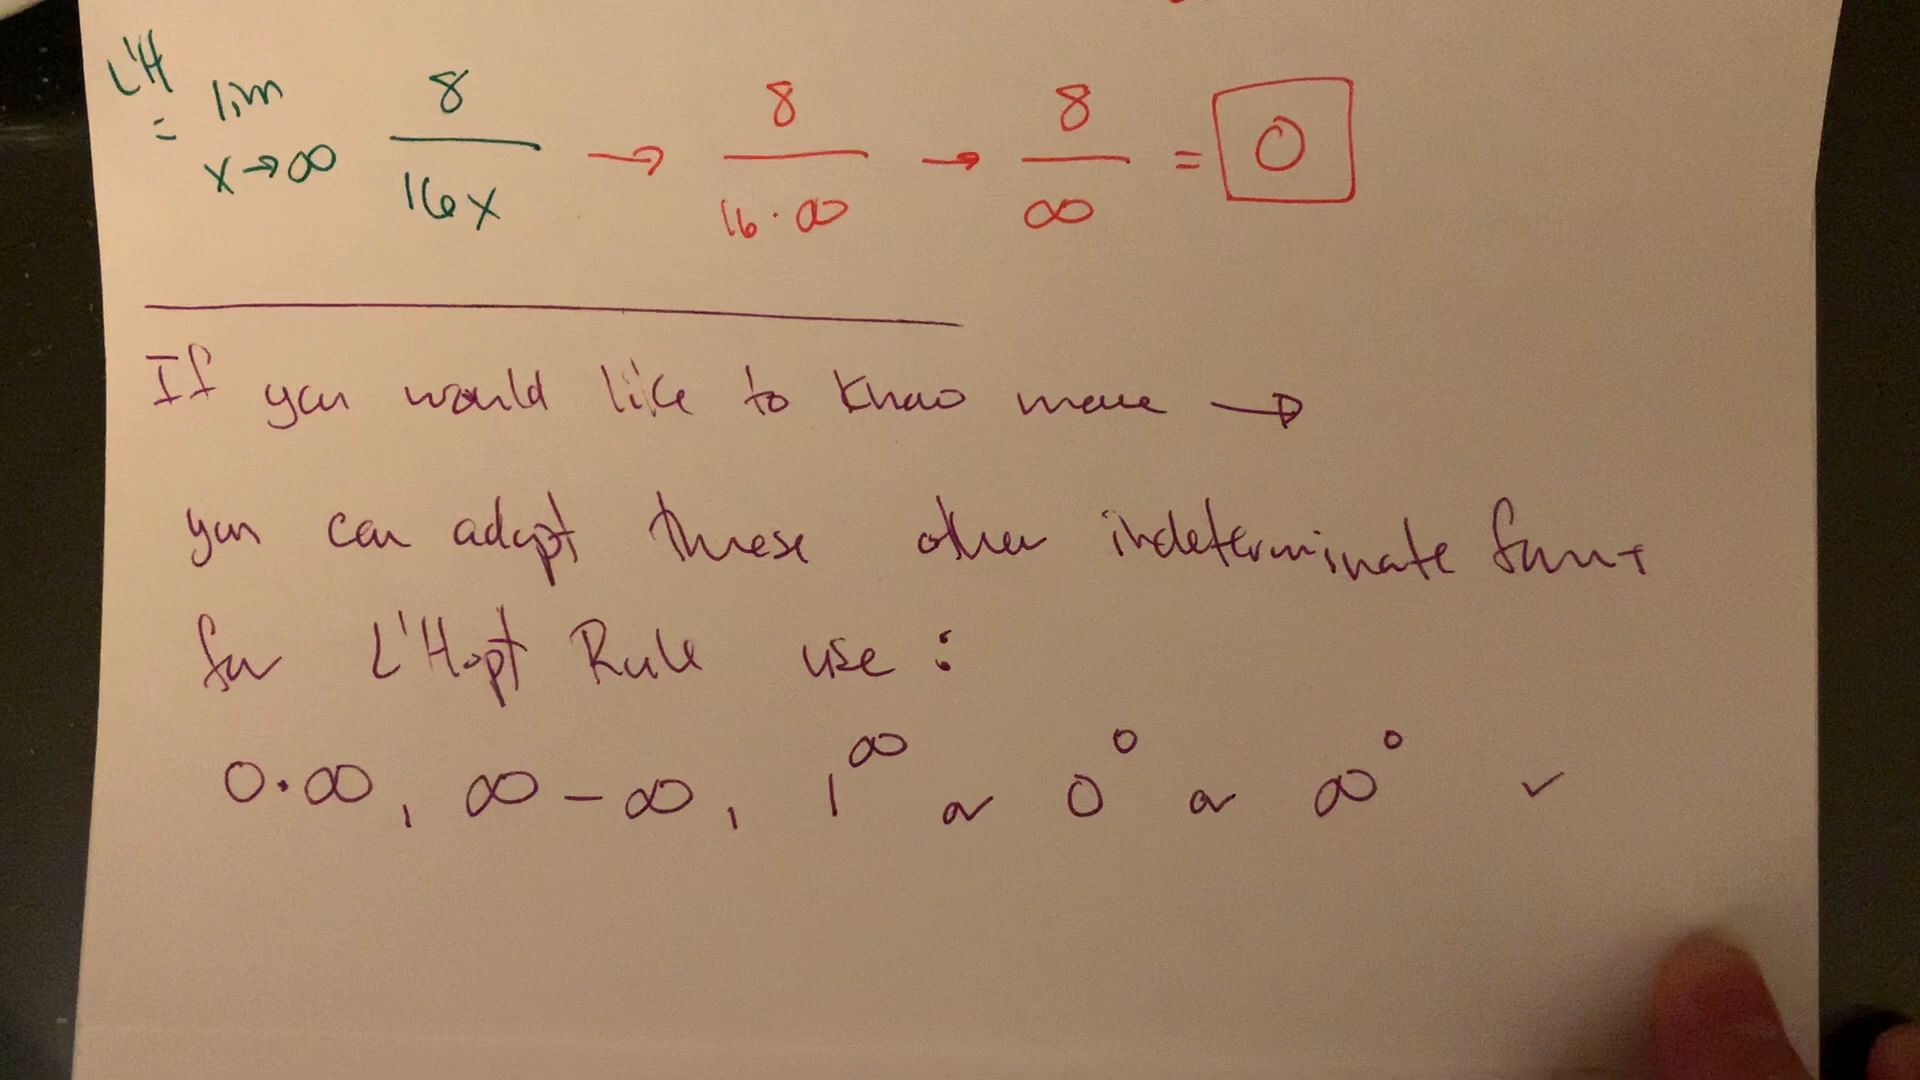 L'H = lim x→∞ 8/16x → 8/16·∞ → 8/∞ = 0
If you would like to know more →
you can adapt these other indeterminate forms
for L'Hopt Rule use :
0·∞, ∞-∞, 1^∞ or 0^0 or ∞^0 ✓